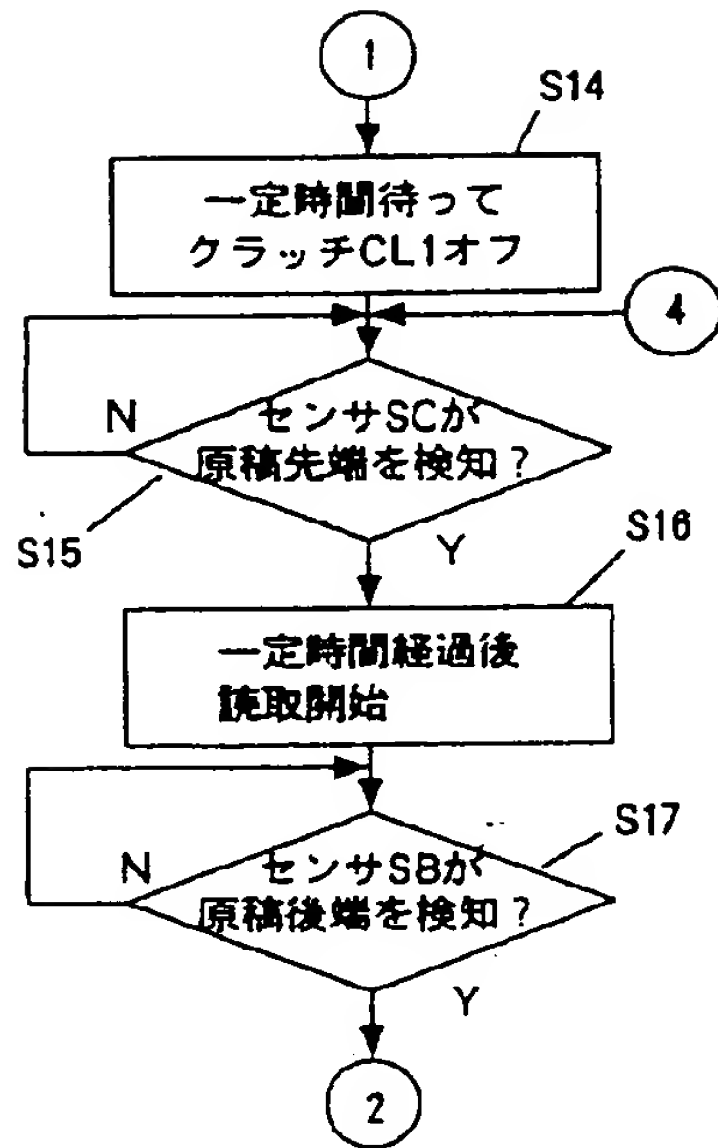 1
S14
一定時間待って
クラッチCL1オフ
4
N
センサSCが
原稿先端を検知?
S15
Y
S16
一定時間経過後
読取開始
S17
N
センサSBが
原稿後端を検知?
Y
2